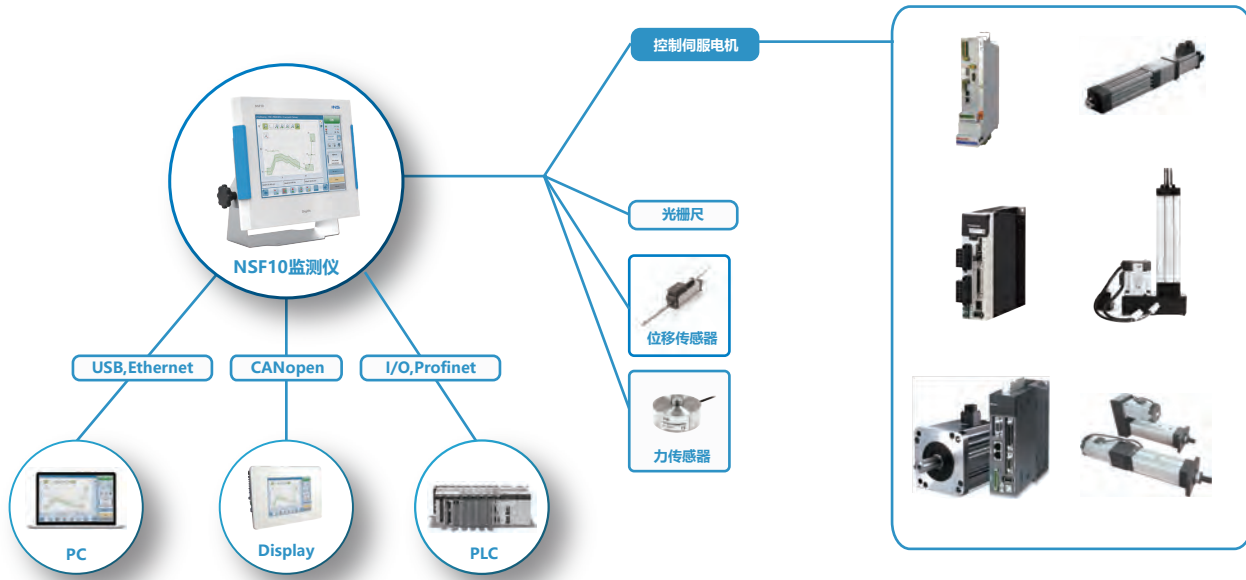 控制伺服电机
NSF10监测仪
光栅尺
位移传感器
力传感器
USB,Ethernet
CANopen
I/O,Profinet
PC
Display
PLC